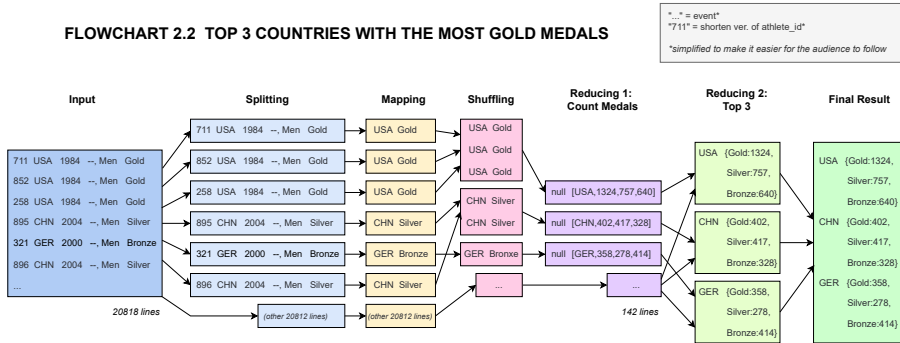 FLOWCHART 2.2 TOP 3 COUNTRIES WITH THE MOST GOLD MEDALS
"..." = event*
"711" = shorten ver. of athlete_id*
*simplified to make it easier for the audience to follow
Input
711 USA 1984 --, Men Gold
852 USA 1984 --, Men Gold
258 USA 1984 --, Men Gold
895 CHN 2004 --, Men Silver
321 GER 2000 --, Men Bronze
896 CHN 2004 --, Men Silver
...
20818 lines
Splitting
711 USA 1984 --, Men Gold
852 USA 1984 --, Men Gold
258 USA 1984 --, Men Gold
895 CHN 2004 --, Men Silver
321 GER 2000 --, Men Bronze
896 CHN 2004 --, Men Silver
(other 20812 lines)
Mapping
USA Gold
USA Gold
USA Gold
CHN Silver
GER Bronze
CHN Silver
(other 20812 lines)
Shuffling
USA Gold
USA Gold
USA Gold
CHN Silver
CHN Silver
GER Bronxe
...
Reducing 1:
Count Medals
null [USA,1324,757,640]
null [CHN,402,417,328]
null [GER,358,278,414]
...
142 lines
Reducing 2:
Top 3
USA {Gold:1324,
Silver:757,
Bronze:640}
CHN {Gold:402,
Silver:417,
Bronze:328}
GER {Gold:358,
Silver:278,
Bronze:414}
Final Result
USA {Gold:1324,
Silver:757,
Bronze:640}
CHN {Gold:402,
Silver:417,
Bronze:328}
GER {Gold:358,
Silver:278,
Bronze:414}